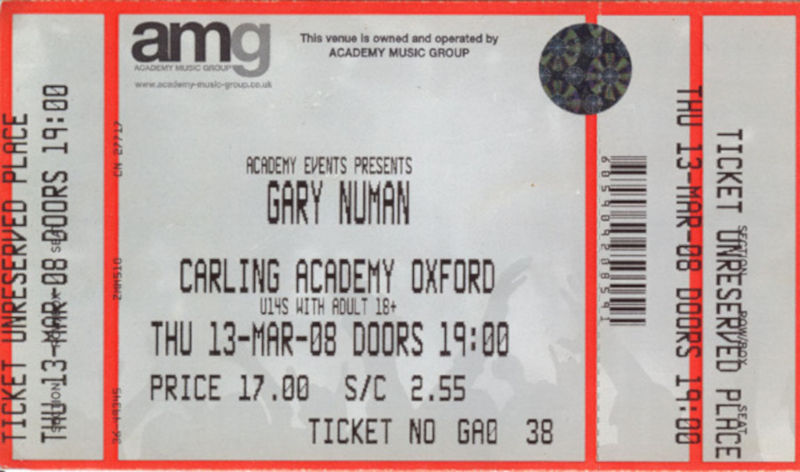 TICKET UNRESERVED PLACE
THU 13-MAR-08 DOORS 19:00
amg
ACADEMY MUSIC GROUP
www.academy-music-group.co.uk
This venue is owned and operated by
ACADEMY MUSIC GROUP
CN 27717
ACADEMY EVENTS PRESENTS
GARY NUMAN
CARLING ACADEMY OXFORD
U14S WITH ADULT 18+
THU 13-MAR-08 DOORS 19:00
PRICE 17.00 S/C 2.55
TICKET NO GA0 38
THU 13-MAR-08 DOORS 19:00
TICKET UNRESERVED PLACE
SECTION ROW/BOX SEAT